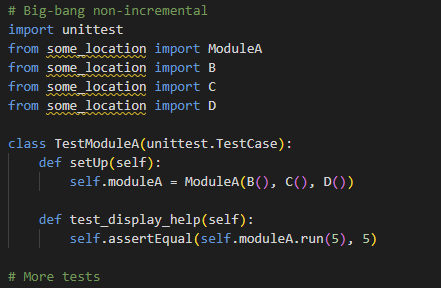 # Big-bang non-incremental
import unittest
from some_location import ModuleA
from some_location import B
from some_location import C
from some_location import D
class TestModuleA(unittest.TestCase):
    def setUp(self):
        self.moduleA = ModuleA(B(), C(), D())
    def test_display_help(self):
        self.assertEqual(self.moduleA.run(5), 5)
# More tests